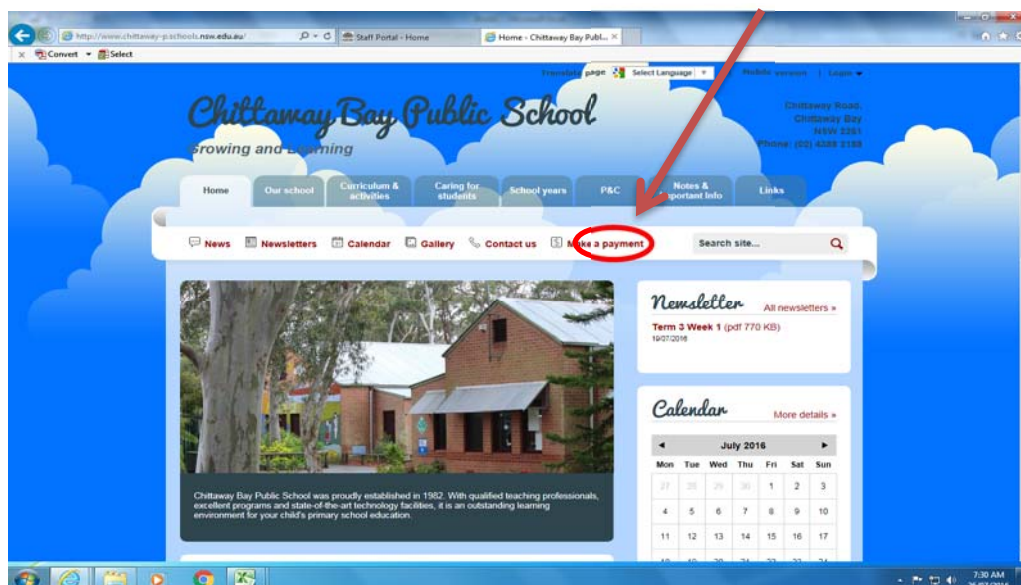 http://www.chittaway-p.schools.nsw.edu.au/
Staff Portal - Home
Home - Chittaway Bay Publ...
x Convert Select
Translate page Select Language Mobile version | Login
Chittaway Bay Public School
Growing and Learning
Chittaway Road,
Chittaway Bay
NSW 2261
Phone: (02) 4388
Home
Our school
Curriculum & activities
Caring for students
School years
P&C
Notes & Important Info
Links
News
Newsletters
Calendar
Gallery
Contact us
Make a payment
Search site...
Newsletter
All newsletters »
Term 3 Week 1 (pdf 770 KB)
19/07/2016
Calendar
More details »
July 2016
Mon Tue Wed Thu Fri Sat Sun
27 28 29 30 1 2 3
4 5 6 7 8 9 10
11 12 13 14 15 16 17
Chittaway Bay Public School was proudly established in 1982. With qualified teaching professionals,
excellent programs and state-of-the-art technology facilities, it is an outstanding learning
environment for your child's primary school education.
7:30 AM